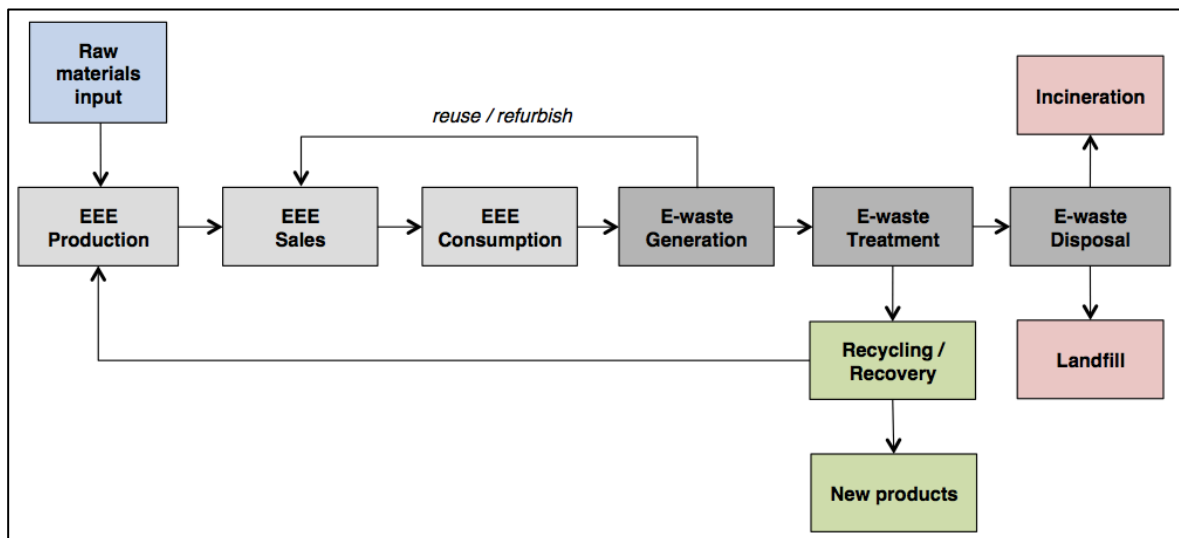 Raw
materials
input
Incineration
reuse / refurbish
EEE
Production
EEE
Sales
EEE
Consumption
E-waste
Generation
E-waste
Treatment
E-waste
Disposal
Recycling /
Recovery
Landfill
New products